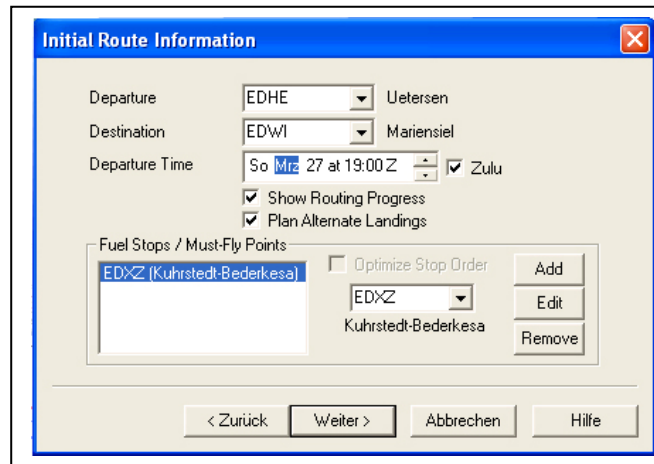 Initial Route Information
Departure EDHE Uetersen
Destination EDWI Mariensiel
Departure Time So Mrz 27 at 19:00 Z Zulu
Show Routing Progress
Plan Alternate Landings
Fuel Stops / Must-Fly Points
EDXZ (Kuhrstedt-Bederkesa) Optimize Stop Order Add
EDXZ Edit
Kuhrstedt-Bederkesa Remove
< Zurück Weiter > Abbrechen Hilfe